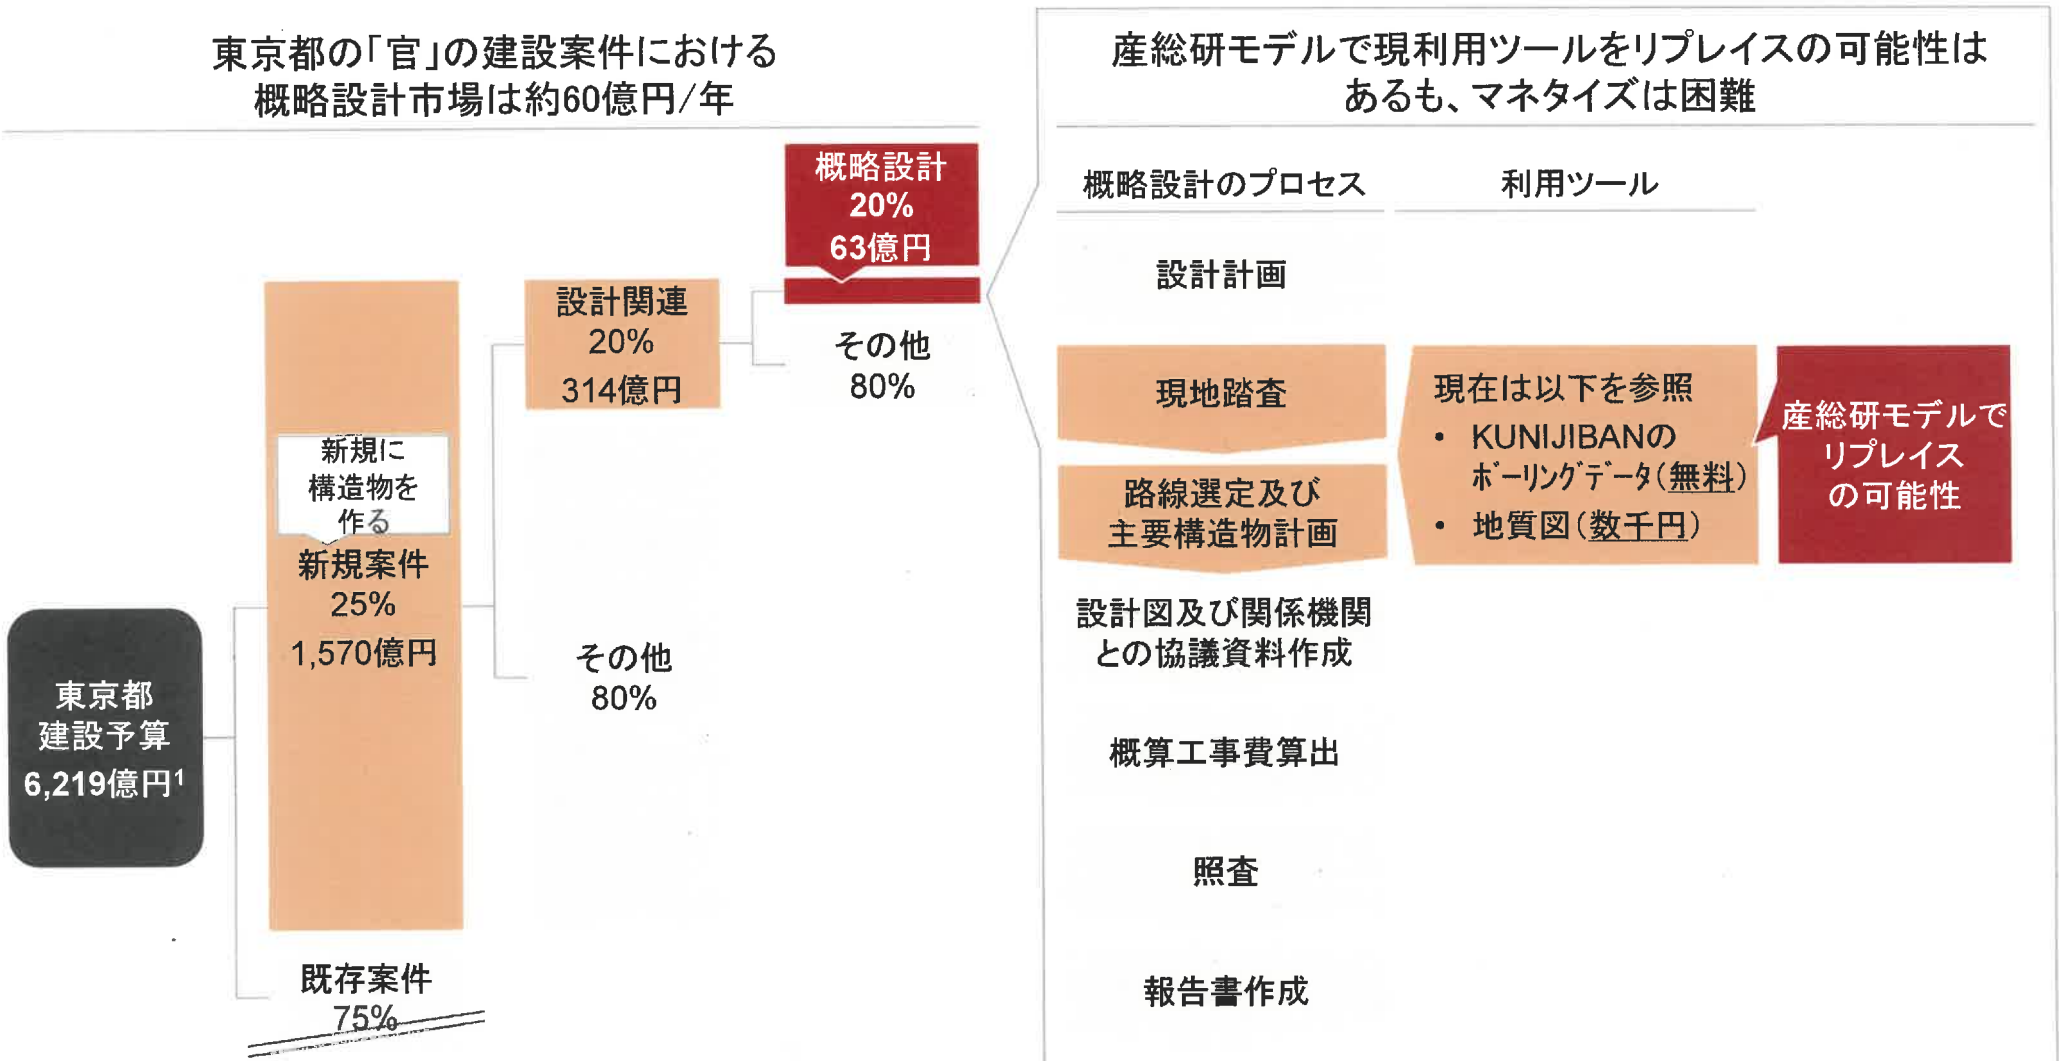 東京都の「官」の建設案件における
概略設計市場は約60億円/年
産総研モデルで現利用ツールをリプレイスの可能性は
あるも、マネタイズは困難
概略設計
20%
63億円
設計関連
20%
314億円
その他
80%
新規に
構造物を
作る
新規案件
25%
1,570億円
その他
80%
東京都
建設予算
6,219億円1
既存案件
75%
概略設計のプロセス
利用ツール
設計計画
現地踏査
路線選定及び
主要構造物計画
設計図及び関係機関
との協議資料作成
概算工事費算出
照査
報告書作成
現在は以下を参照
• KUNIJIBANの
ﾎﾞｰﾘﾝｸﾞﾃﾞｰﾀ(無料)
• 地質図(数千円)
産総研モデルで
リプレイス
の可能性